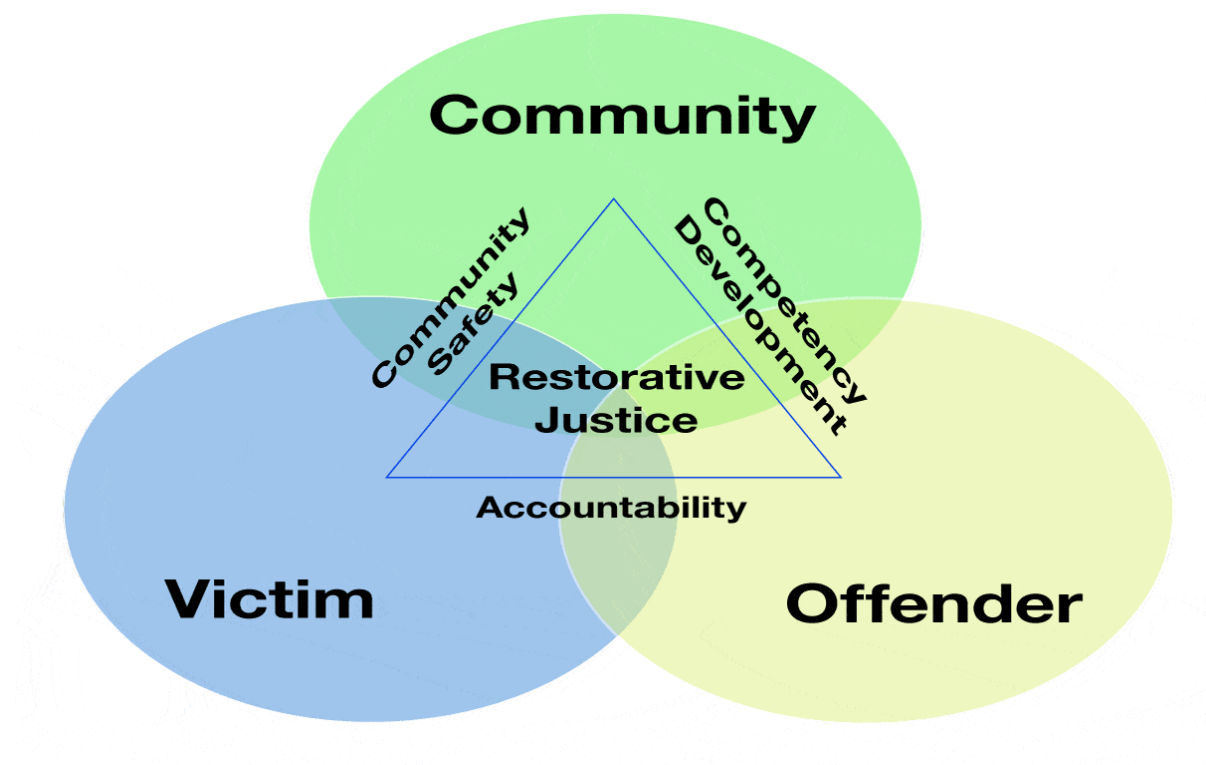 Community
Community
Safety
Competency
Development
Restorative
Justice
Accountability
Victim
Offender